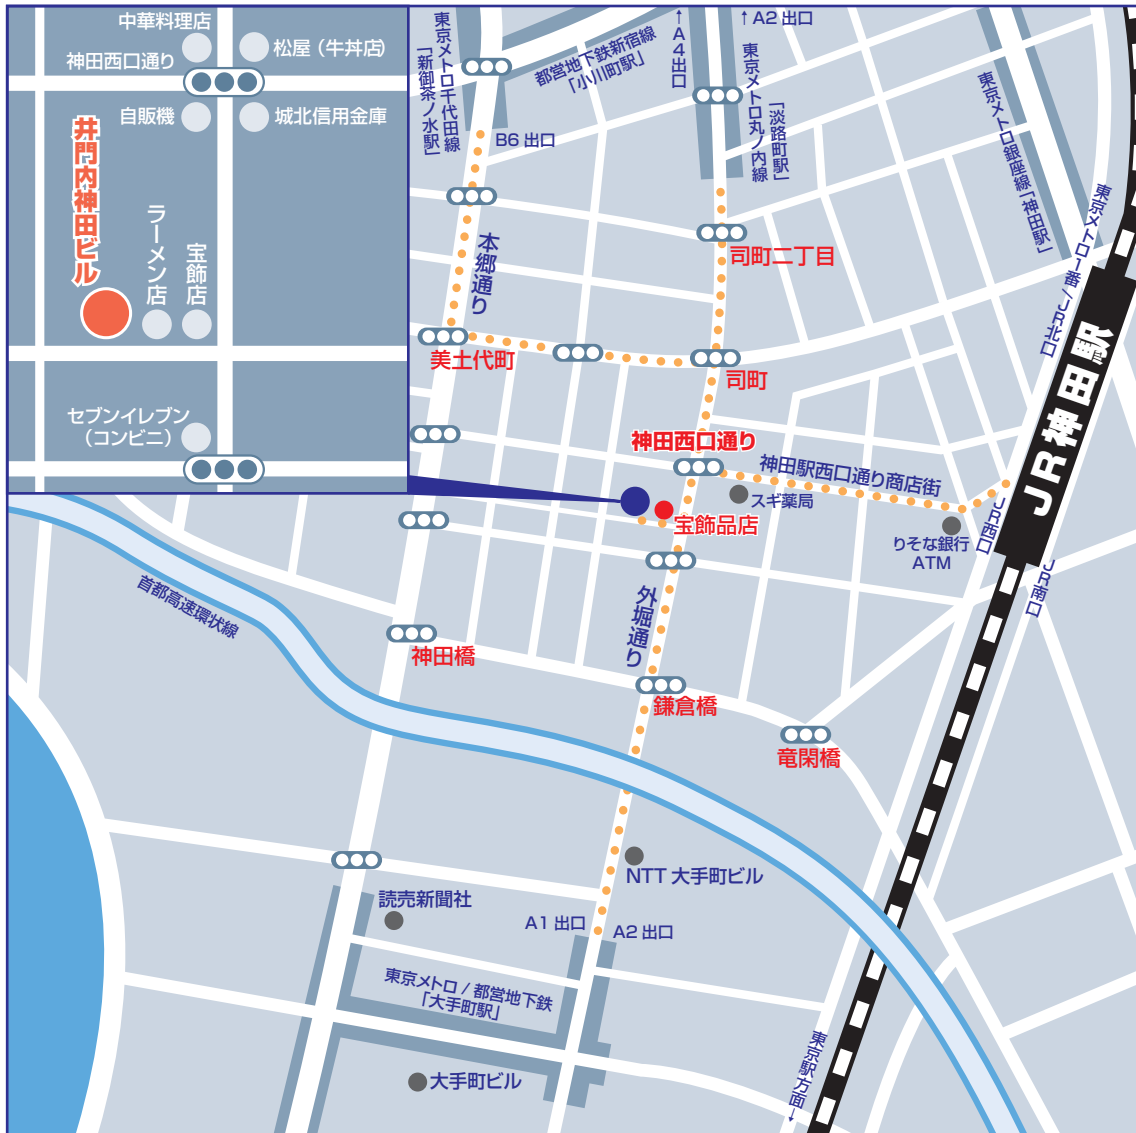 中華料理店
松屋（牛丼店）
神田西口通り
自販機
城北信用金庫
井門内神田ビル
ラーメン店
宝飾店
セブンイレブン
（コンビニ）
東京メトロ千代田線
「新御茶ノ水駅」
都営地下鉄新宿線
「小川町駅」
←A4出口
↑A2出口
東京メトロ丸ノ内線
「淡路町駅」
東京メトロ銀座線「神田駅」
東京メトロ1番/JR北口
B6出口
本郷通り
司町二丁目
美土代町
司町
JR神田駅
神田西口通り
神田駅西口通り商店街
スギ薬局
宝飾品店
りそな銀行
ATM
JR西口
JR南口
首都高速環状線
外堀通り
神田橋
鎌倉橋
竜閑橋
NTT大手町ビル
読売新聞社
A1出口
A2出口
東京メトロ/都営地下鉄
「大手町駅」
大手町ビル
東京駅方面→